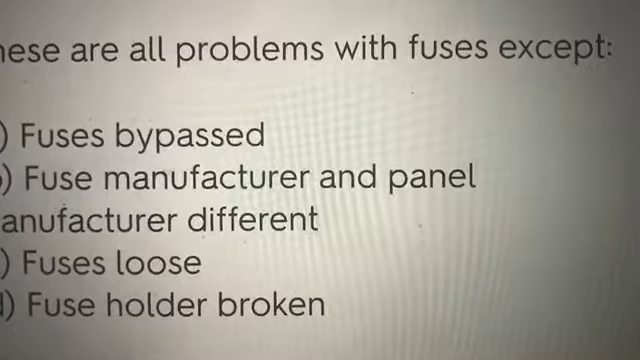 hese are all problems with fuses except:
) Fuses bypassed
) Fuse manufacturer and panel
anufacturer different
) Fuses loose
d) Fuse holder broken